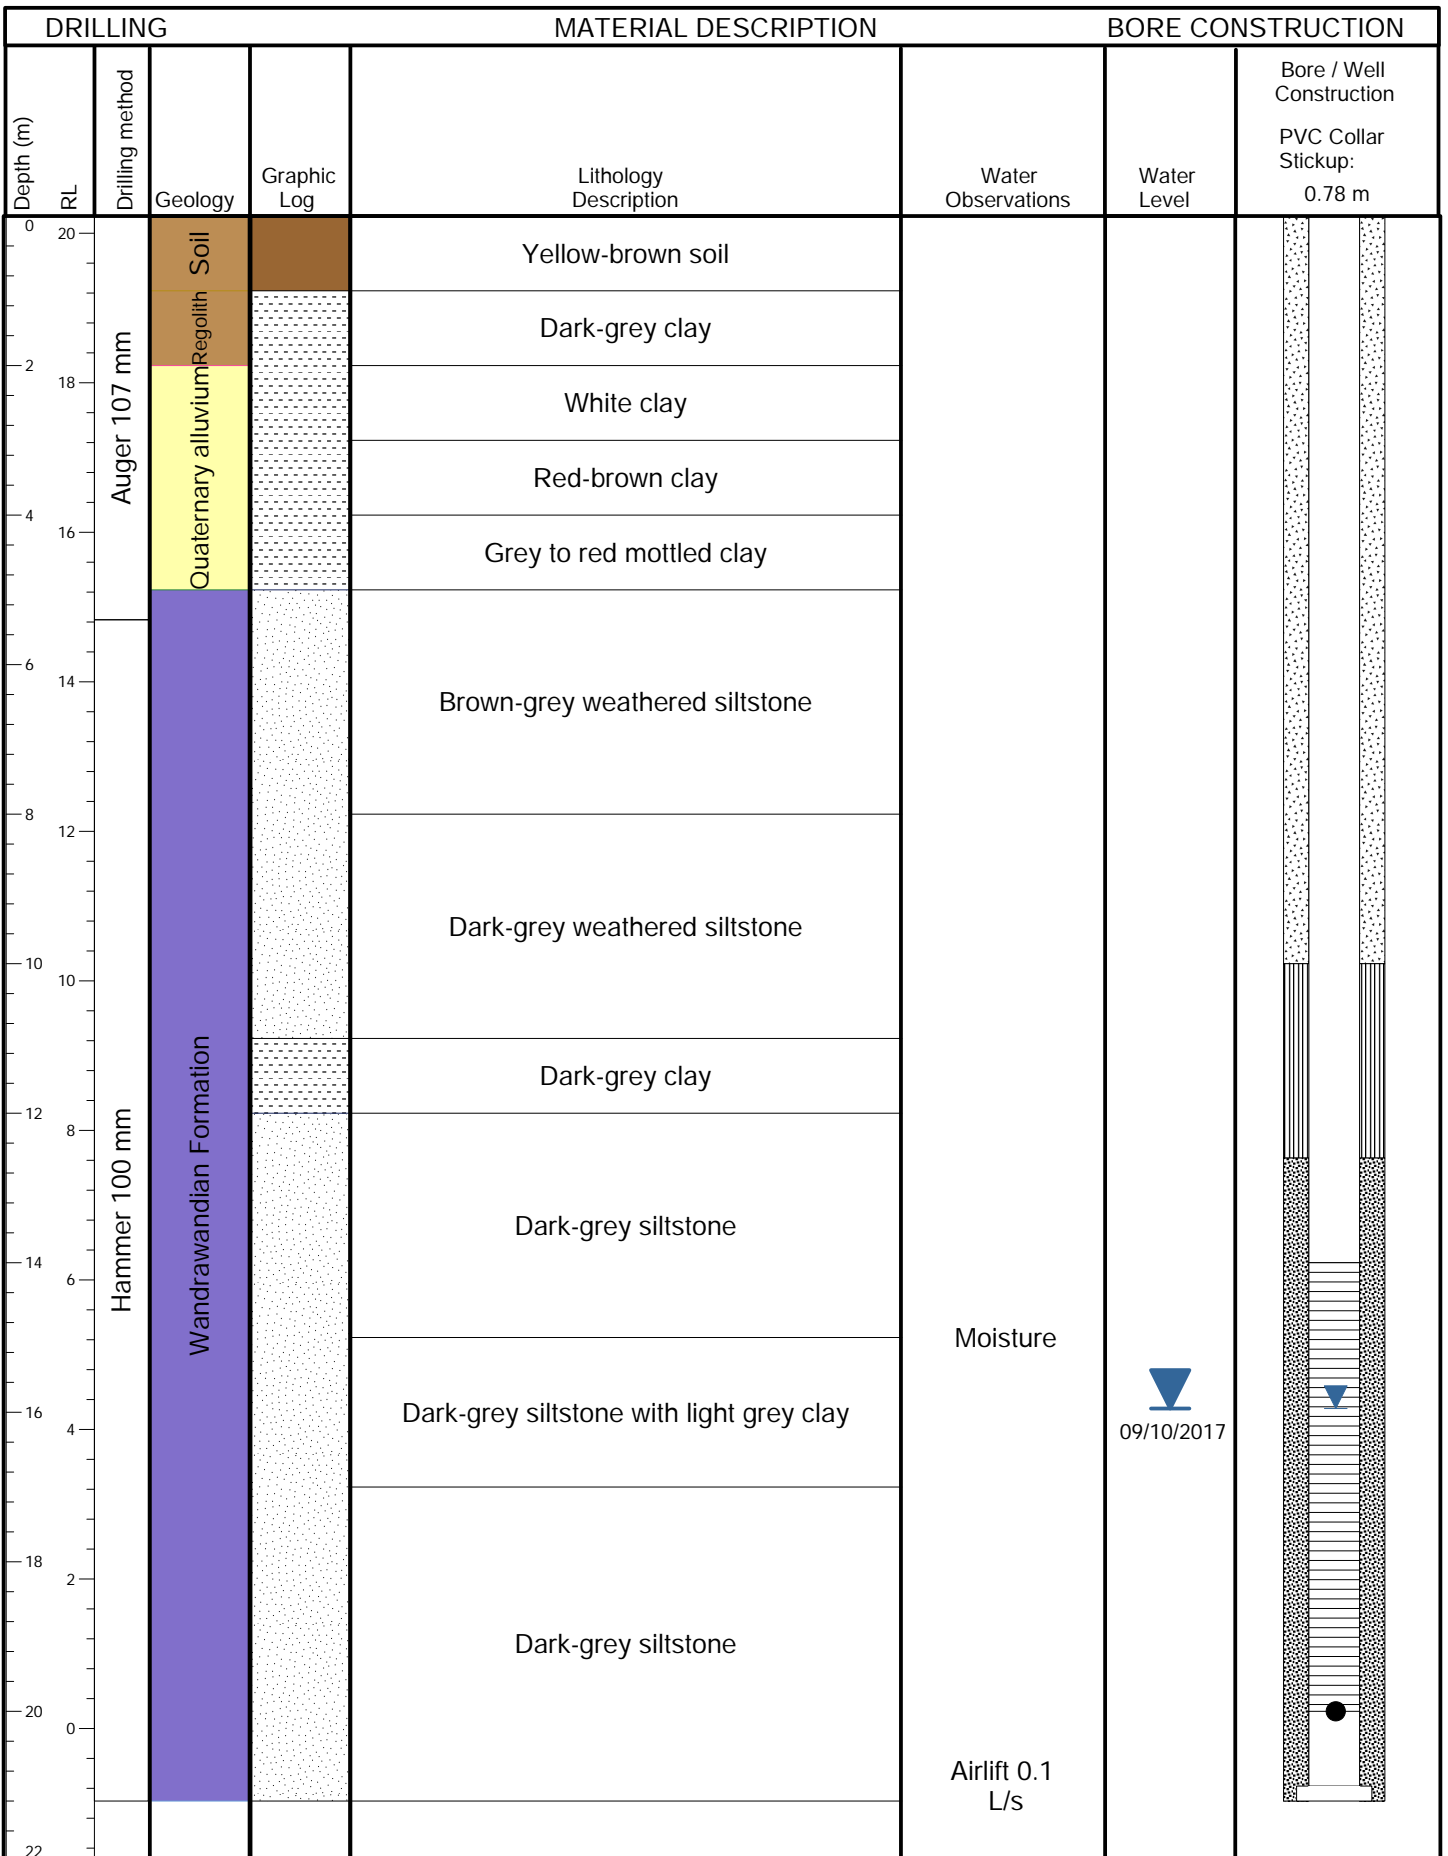 DRILLING
MATERIAL DESCRIPTION
BORE CONSTRUCTION
Depth (m)
RL
Drilling method
Geology
Graphic
Log
Lithology
Description
Water
Observations
Water
Level
Bore / Well
Construction
PVC Collar
Stickup:
0.78 m
0
2
4
6
8
10
12
14
16
18
20
22
20
18
16
14
12
10
8
6
4
2
0
Auger 107 mm
Hammer 100 mm
Soil
Regolith
Quaternary alluvium
Wandrawandian Formation
Yellow-brown soil
Dark-grey clay
White clay
Red-brown clay
Grey to red mottled clay
Brown-grey weathered siltstone
Dark-grey weathered siltstone
Dark-grey clay
Dark-grey siltstone
Dark-grey siltstone with light grey clay
Dark-grey siltstone
Moisture
Airlift 0.1
L/s
09/10/2017